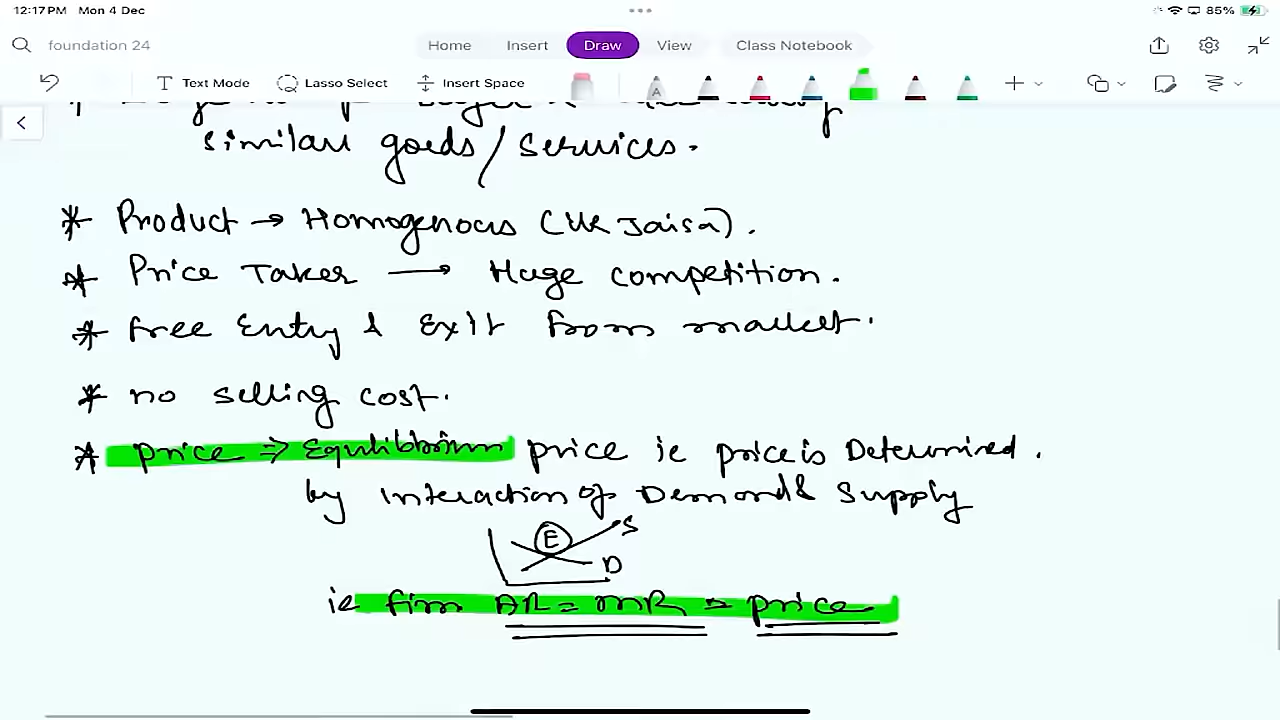 12:17 PM Mon 4 Dec
85%
foundation 24
Home Insert Draw View Class Notebook
Text Mode Lasso Select Insert Space
similar goods/services.
* Product → Homogenous (UK Jaisa).
* Price Taker → Huge competition.
* free Entry & Exit from market.
* no selling cost.
* price ⇒ Equilibrium price ie price is Determined.
by interaction of Demand & Supply
E S
D
ie firm AR = MR → price